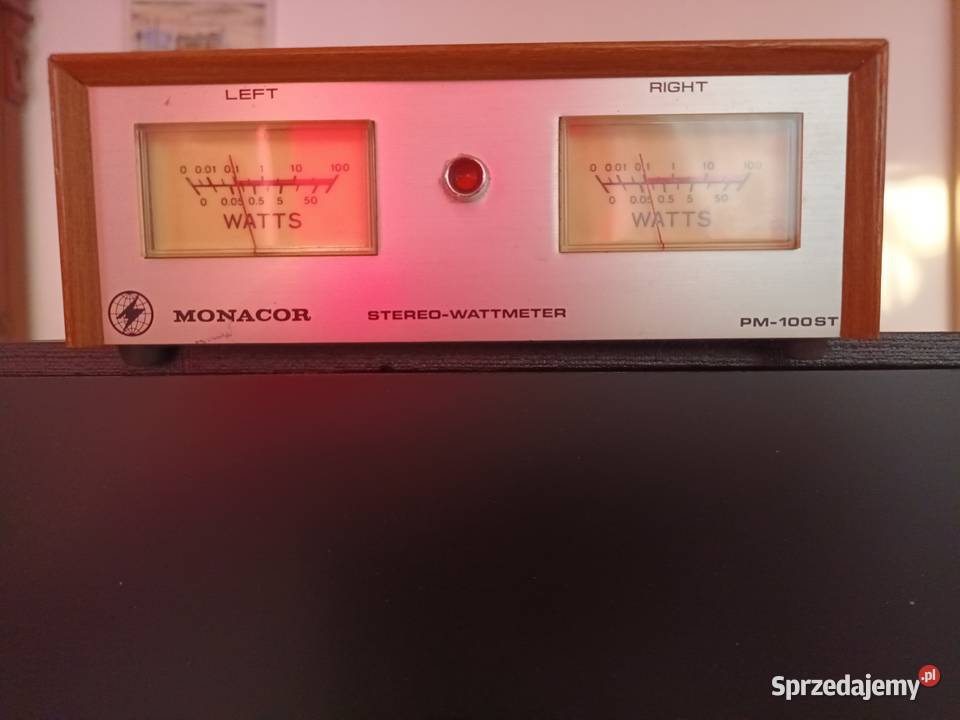 LEFT
RIGHT
0 0.01 0.1 1 10 100
0 0.05 0.5 5 50
WATTS
0 0.01 0.1 1 10 100
0 0.05 0.5 5 50
WATTS
MONACOR
STEREO-WATTMETER
PM-100ST
Sprzedajemy.pl